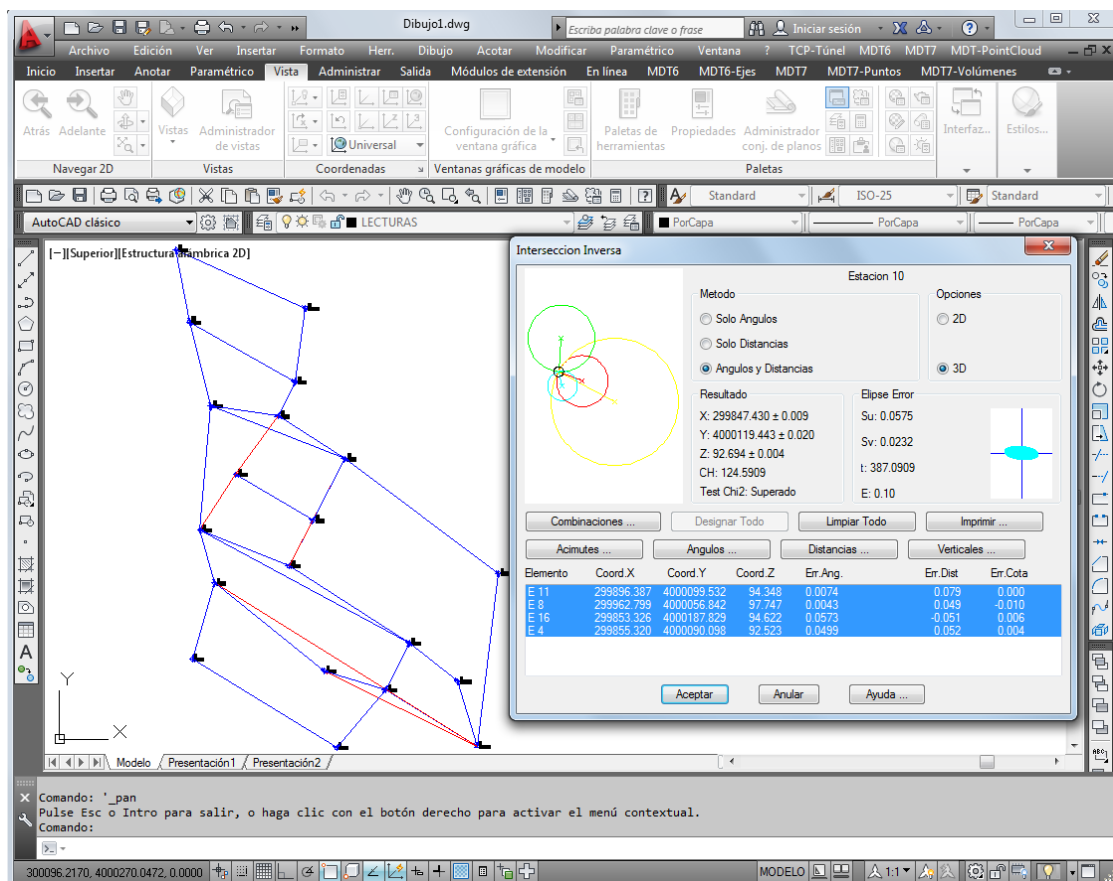 Dibujo1.dwg
Escriba palabra clave o frase
Iniciar sesión
Archivo Edición Ver Insertar Formato Herr. Dibujo Acotar Modificar Paramétrico Ventana ? TCP-Túnel MDT6 MDT7 MDT-PointCloud
Inicio Insertar Anotar Paramétrico Vista Administrar Salida Módulos de extensión En línea MDT6 MDT6-Ejes MDT7 MDT7-Puntos MDT7-Volúmenes
Atrás Adelante Vistas Administrador de vistas
Universal
Configuración de la ventana gráfica
Paletas de herramientas
Propiedades
Administrador conj. de planos
Interfaz...
Estilos...
Navegar 2D Vistas Coordenadas Ventanas gráficas de modelo Paletas
Standard ISO-25 Standard
AutoCAD clásico LECTURAS PorCapa PorCapa PorCapa
[−][Superior][Estructura alámbrica 2D]
Interseccion Inversa
Estacion 10
Metodo
Solo Angulos
Solo Distancias
Angulos y Distancias
Opciones
2D
3D
Resultado
X: 299847.430 ± 0.009
Y: 4000119.443 ± 0.020
Z: 92.694 ± 0.004
CH: 124.5909
Test Chi2: Superado
Elipse Error
Su: 0.0575
Sv: 0.0232
t: 387.0909
E: 0.10
Combinaciones ... Designar Todo Limpiar Todo Imprimir ...
Acimutes ... Angulos ... Distancias ... Verticales ...
Elemento Coord.X Coord.Y Coord.Z Err.Ang. Err.Dist Err.Cota
E 11 299896.387 4000099.532 94.348 0.0074 0.079 0.000
E 8 299962.799 4000056.842 97.747 0.0043 0.049 -0.010
E 16 299853.326 4000187.829 94.622 0.0573 -0.051 0.006
E 4 299855.320 4000090.098 92.523 0.0499 0.052 0.004
Aceptar Anular Ayuda ...
Y
X
Modelo Presentación1 Presentación2
Comando: '_pan
Pulse Esc o Intro para salir, o haga clic con el botón derecho para activar el menú contextual.
Comando:
300096.2170, 4000270.0472, 0.0000
MODELO
1:1